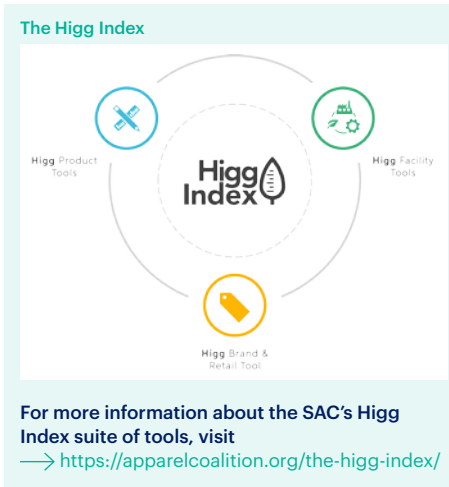 The Higg Index
Higg Product
Tools
Higg Facility
Tools
Higg
Index
Higg Brand &
Retail Tool
For more information about the SAC’s Higg
Index suite of tools, visit
https://apparelcoalition.org/the-higg-index/